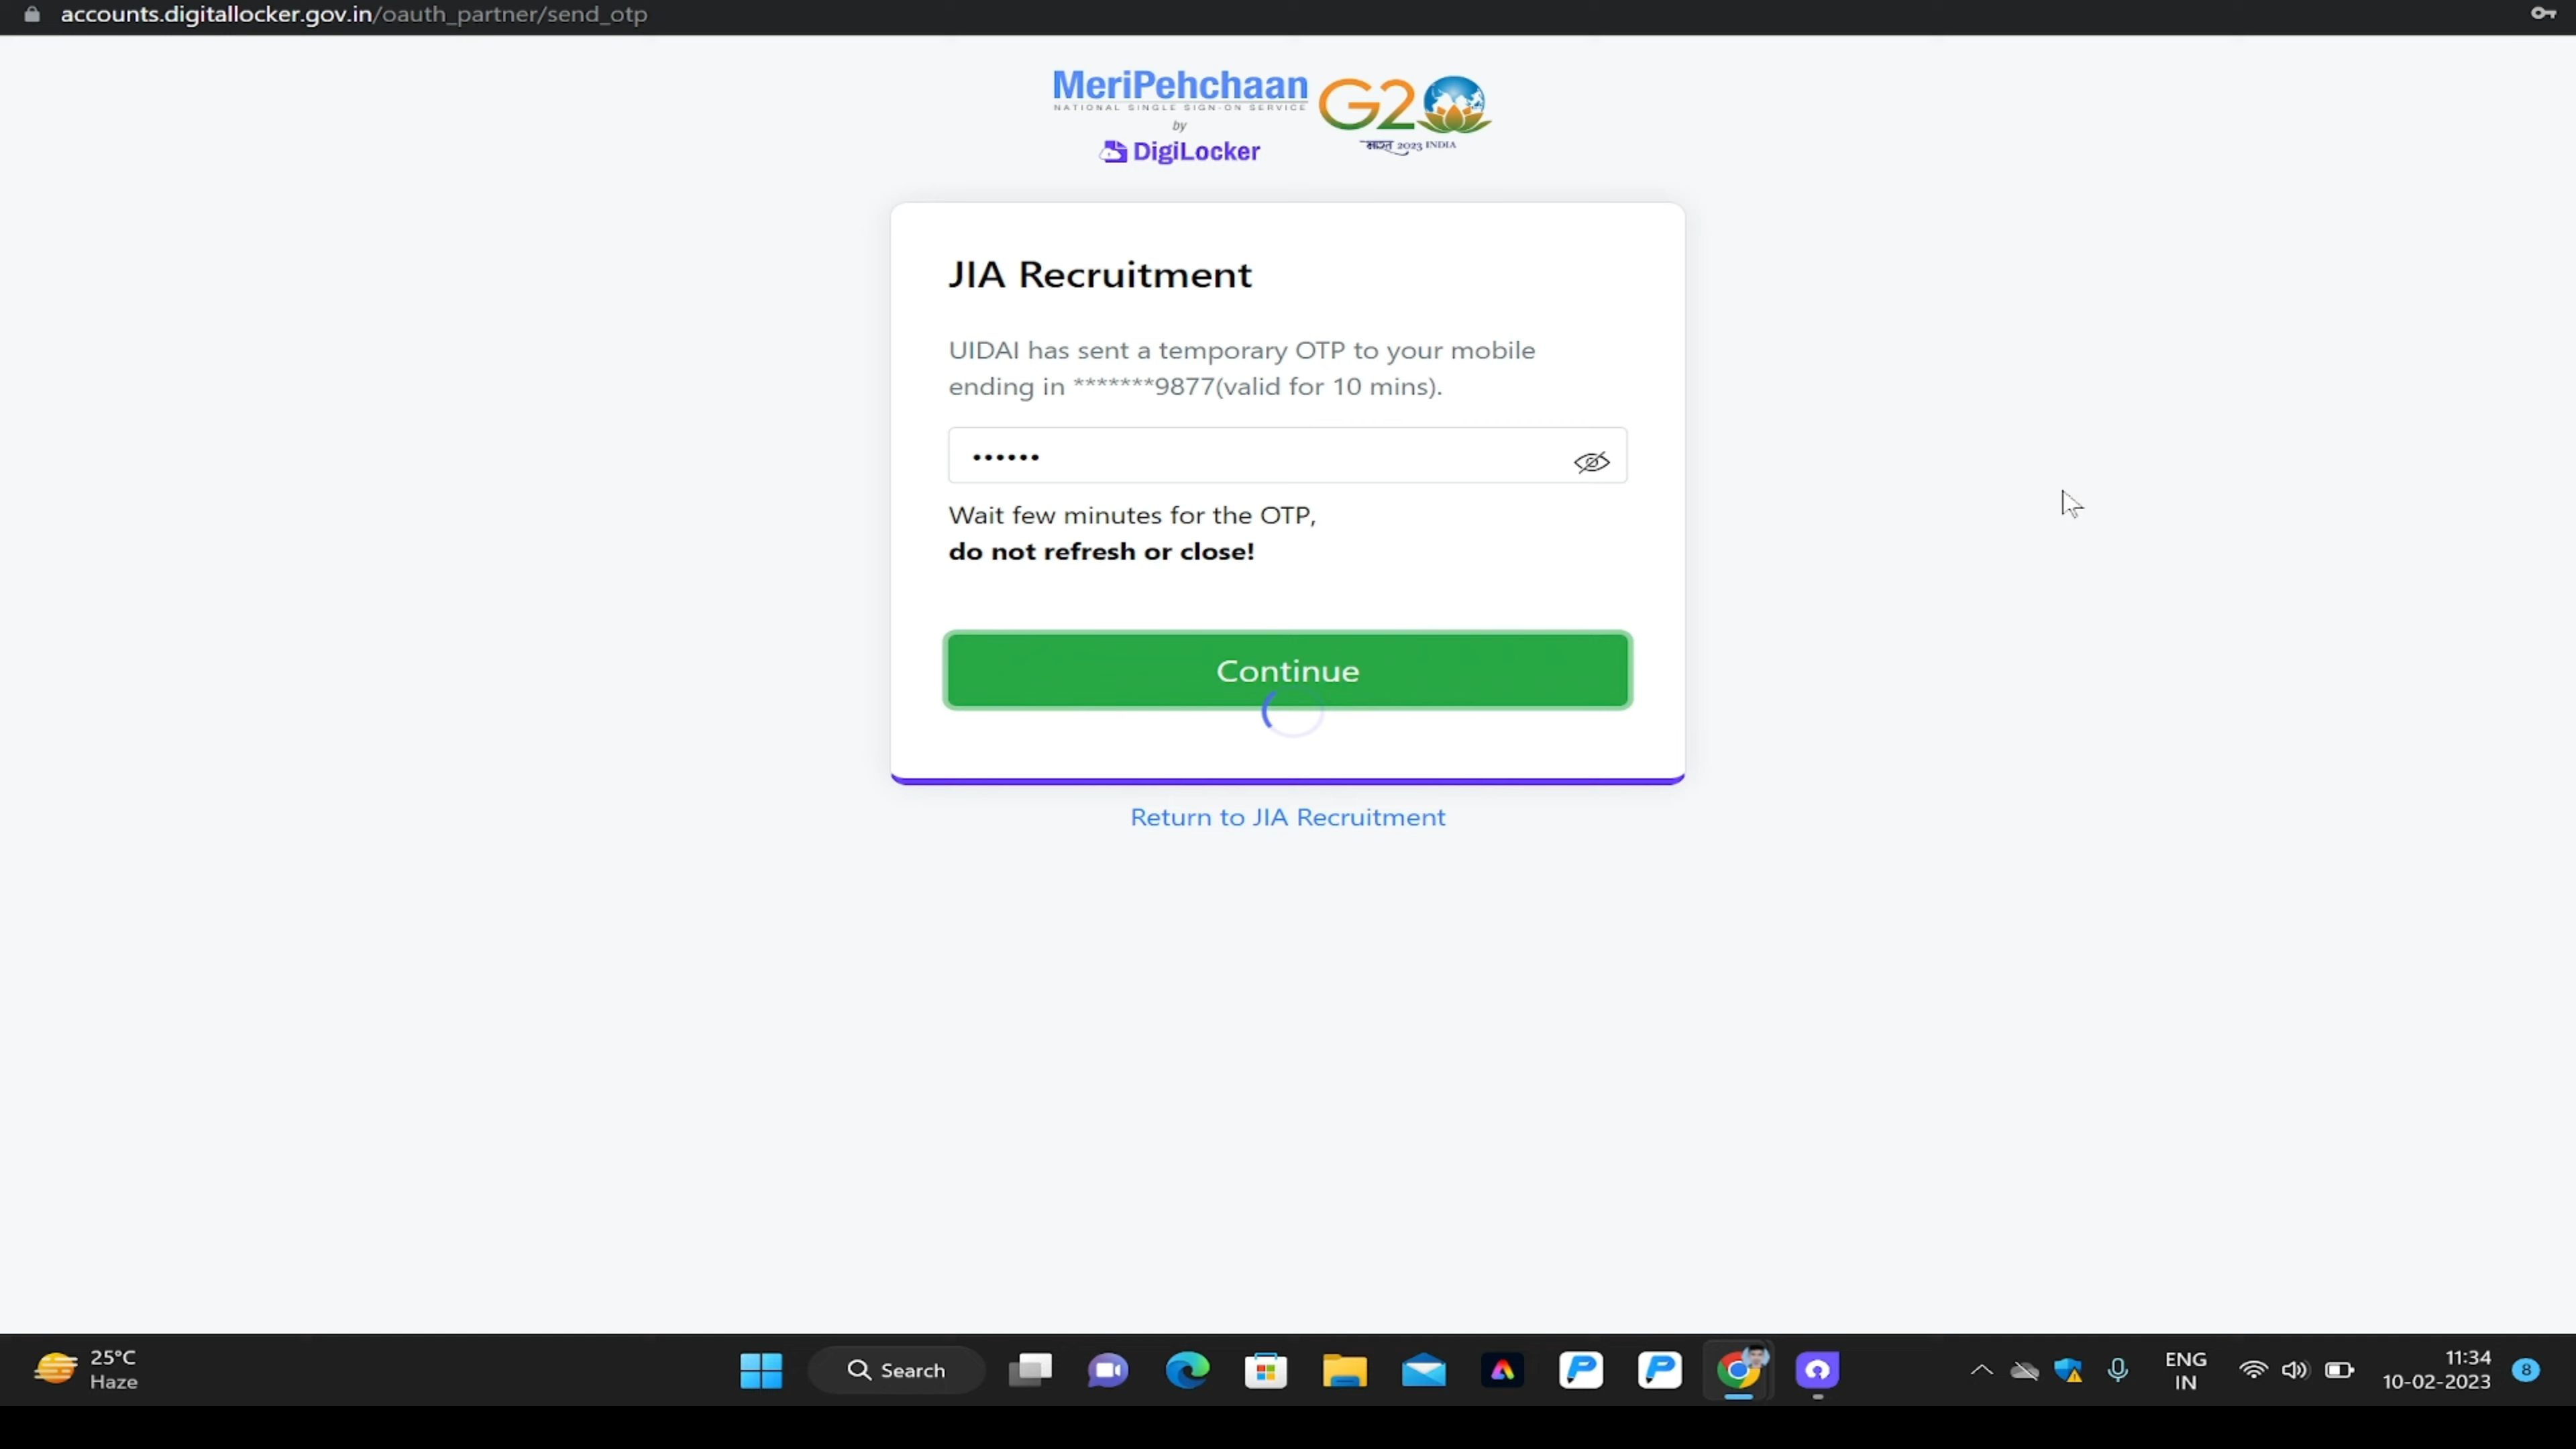 accounts.digitallocker.gov.in/oauth_partner/send_otp
MeriPehchaan
NATIONAL SINGLE SIGN-ON SERVICE
by
DigiLocker
G20
भारत 2023 INDIA
JIA Recruitment
UIDAI has sent a temporary OTP to your mobile
ending in *******9877(valid for 10 mins).
••••••
Wait few minutes for the OTP,
do not refresh or close!
Continue
Return to JIA Recruitment
25°C
Haze
Search
ENG
IN
11:34
10-02-2023
8